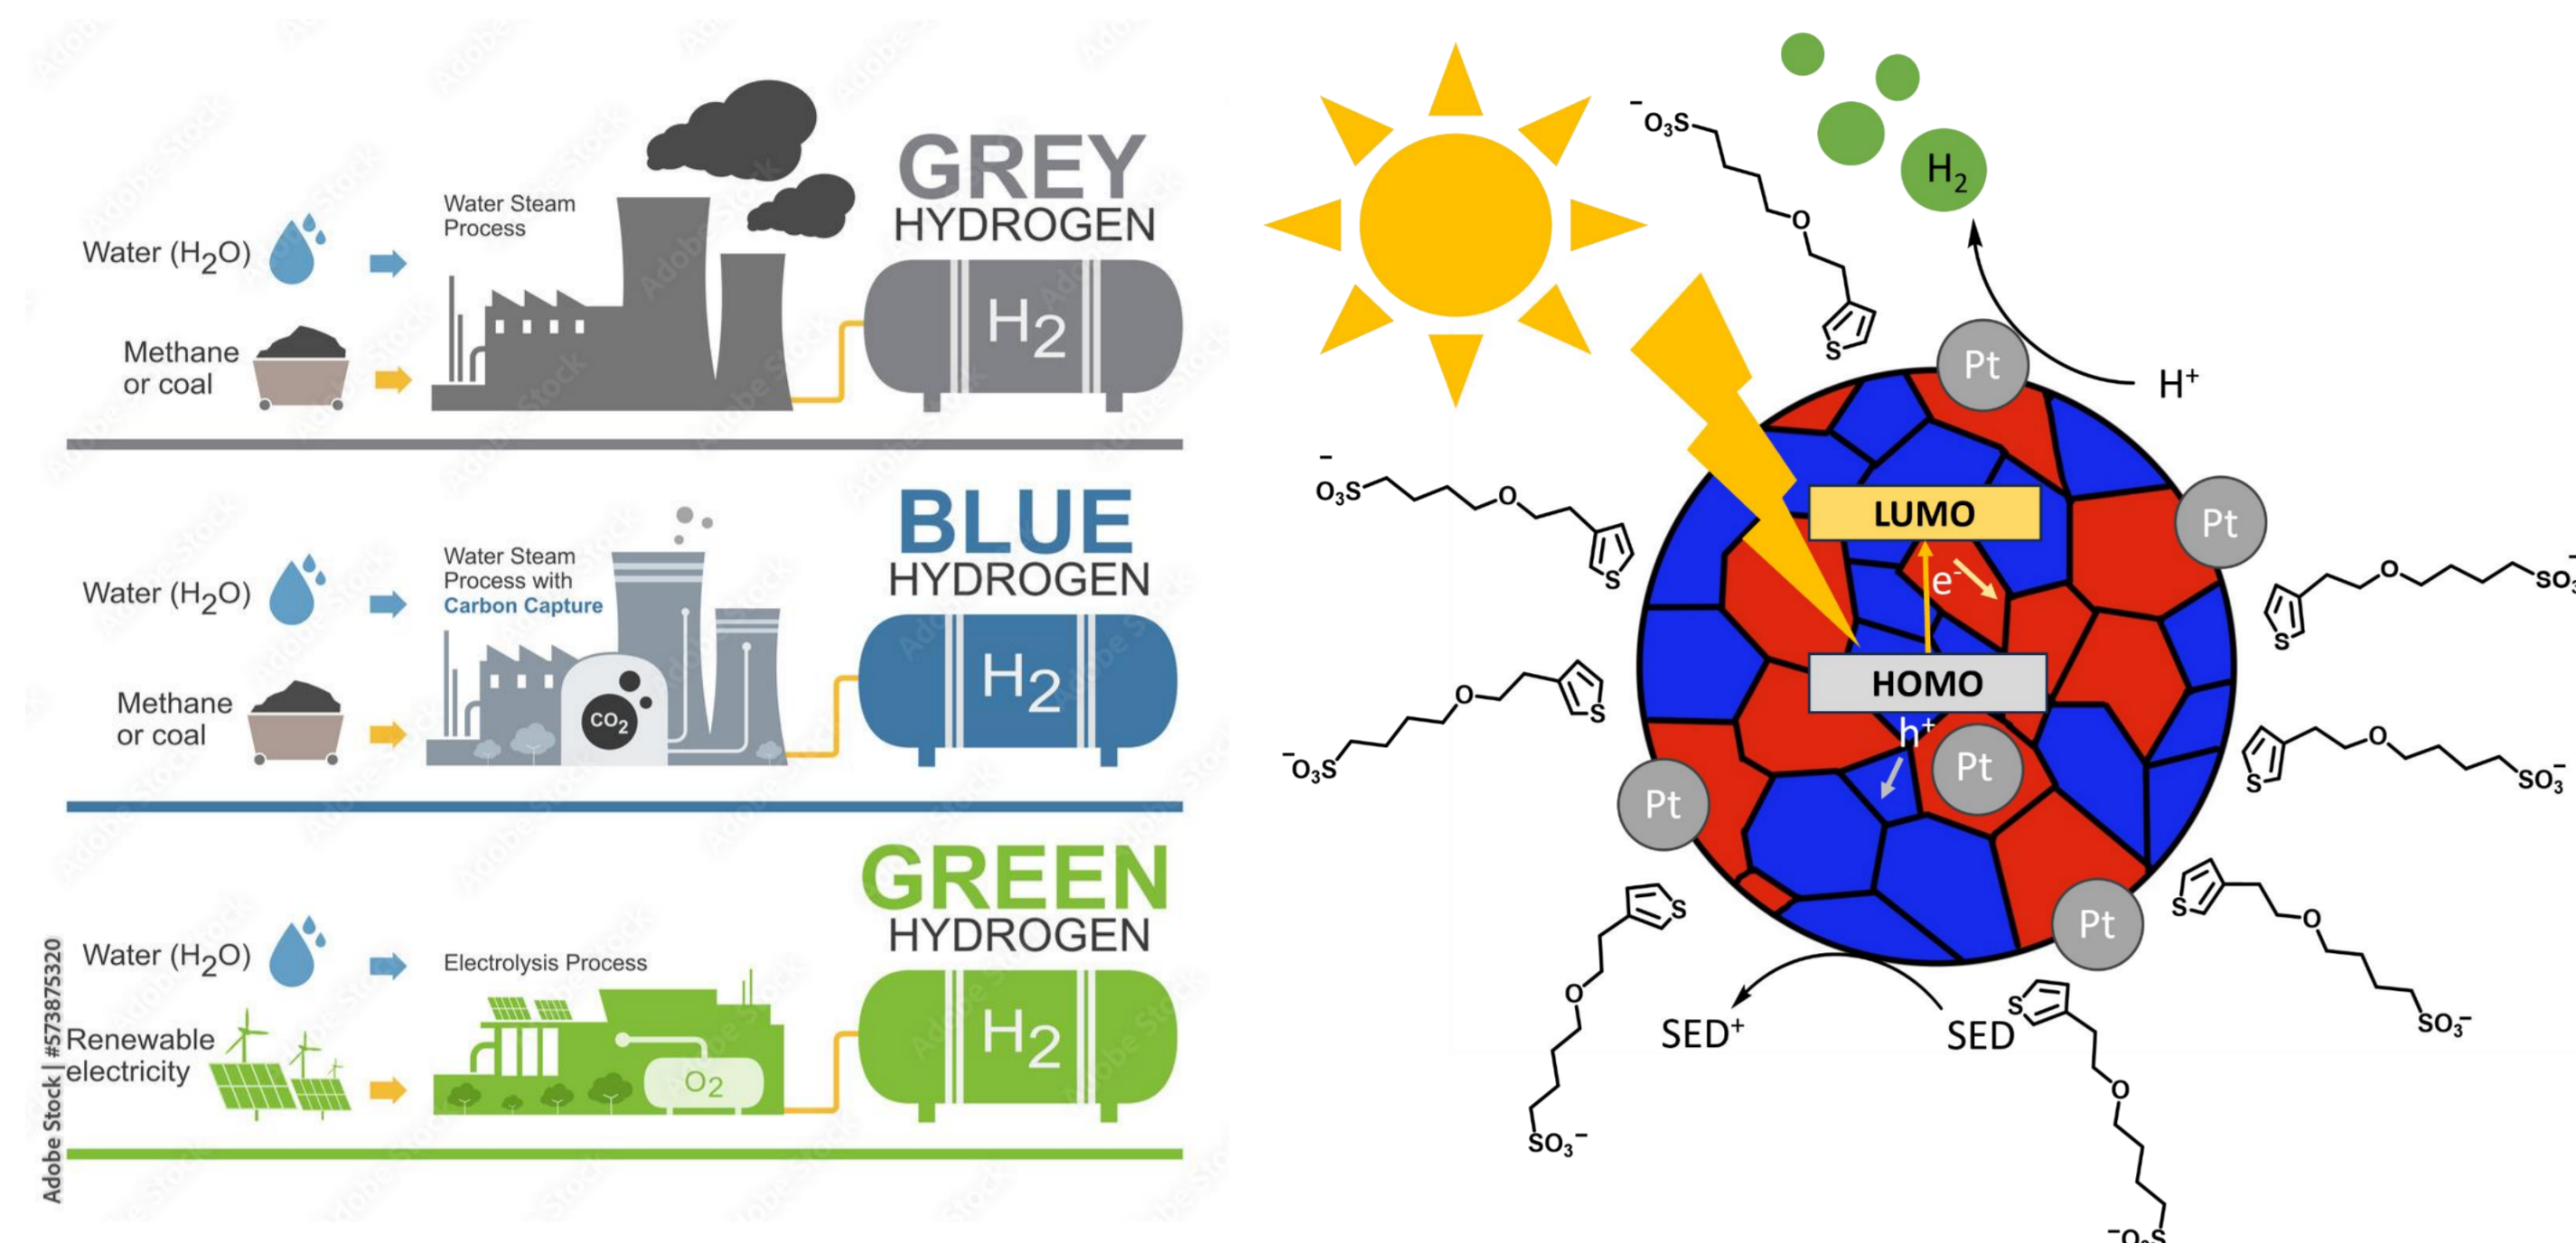 GREY
HYDROGEN
Water Steam
Process
Water (H₂O)
Methane
or coal
H₂
BLUE
HYDROGEN
Water Steam
Process with
Carbon Capture
Water (H₂O)
Methane
or coal
CO₂
H₂
GREEN
HYDROGEN
Electrolysis Process
Water (H₂O)
Renewable
electricity
O₂
H₂
Adobe Stock | #573875320
H₂
H⁺
Pt
Pt
Pt
Pt
Pt
LUMO
e⁻
HOMO
h⁺
SED⁺
SED
⁻O₃S
O
S
⁻O₃S
O
S
⁻O₃S
O
S
S
O
SO₃⁻
S
O
SO₃
S
O
SO₃⁻
S
O
SO₃⁻
S
O
⁻O₃S